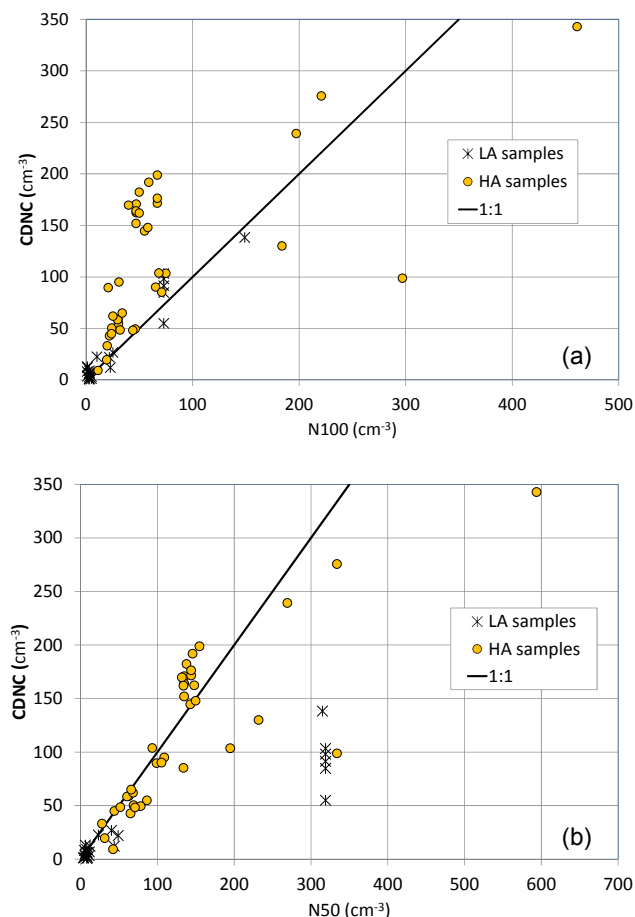 350
300
250
200
150
100
50
0
CDNC (cm-3)
LA samples
HA samples
1:1
(a)
0 100 200 300 400 500
N100 (cm-3)
350
300
250
200
150
100
50
0
CDNC (cm-3)
LA samples
HA samples
1:1
(b)
0 100 200 300 400 500 600 700
N50 (cm-3)